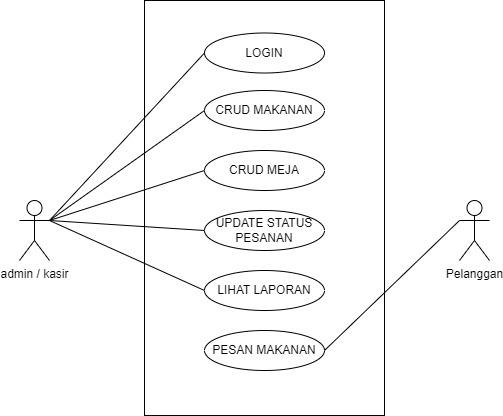 LOGIN
CRUD MAKANAN
CRUD MEJA
UPDATE STATUS
PESANAN
admin / kasir
Pelanggan
LIHAT LAPORAN
PESAN MAKANAN